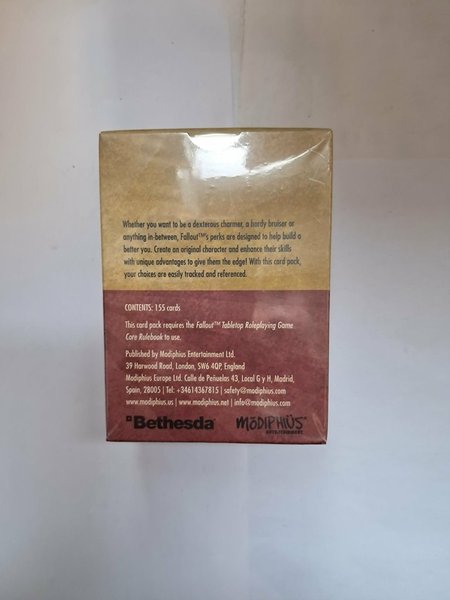 Whether you want to be a dexterous charmer, a hardy bruiser or
anything in-between, Fallout™'s perks are designed to help build a
better you. Create an original character and enhance their skills
with unique advantages to give them the edge! With this card pack,
your choices are easily tracked and referenced.
CONTENTS: 155 cards
This card pack requires the Fallout™ Tabletop Roleplaying Game
Core Rulebook to use.
Published by Modiphius Entertainment Ltd.
39 Harwood Road, London, SW6 4QP, England
Modiphius Europe Ltd. Calle de Peñuelas 43, Local G y H, Madrid,
Spain, 28005 | Tel: +34614367815 | safety@modiphius.com
www.modiphius.us | www.modiphius.net | info@modiphius.com
Bethesda MŌDIPHIÜS
ENTERTAINMENT